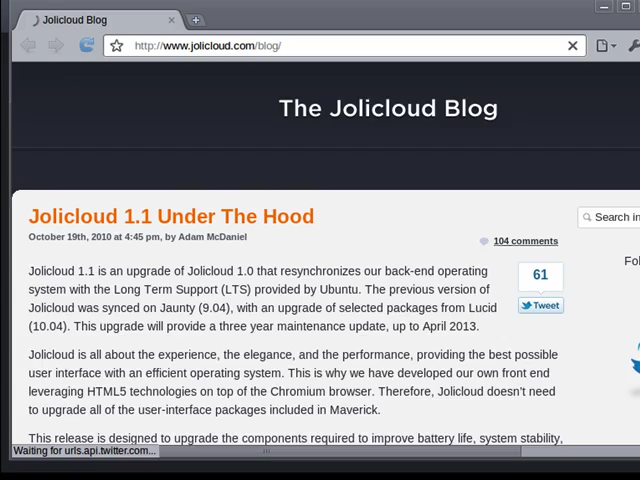 Jolicloud Blog
http://www.jolicloud.com/blog/
The Jolicloud Blog
Jolicloud 1.1 Under The Hood
October 19th, 2010 at 4:45 pm, by Adam McDaniel
104 comments
Search in
Jolicloud 1.1 is an upgrade of Jolicloud 1.0 that resynchronizes our back-end operating
system with the Long Term Support (LTS) provided by Ubuntu. The previous version of
Jolicloud was synced on Jaunty (9.04), with an upgrade of selected packages from Lucid
(10.04). This upgrade will provide a three year maintenance update, up to April 2013.
61
Tweet
Fol
Jolicloud is all about the experience, the elegance, and the performance, providing the best possible
user interface with an efficient operating system. This is why we have developed our own front end
leveraging HTML5 technologies on top of the Chromium browser. Therefore, Jolicloud doesn't need
to upgrade all of the user-interface packages included in Maverick.
This release is designed to upgrade the components required to improve battery life, system stability,
Waiting for urls.api.twitter.com...